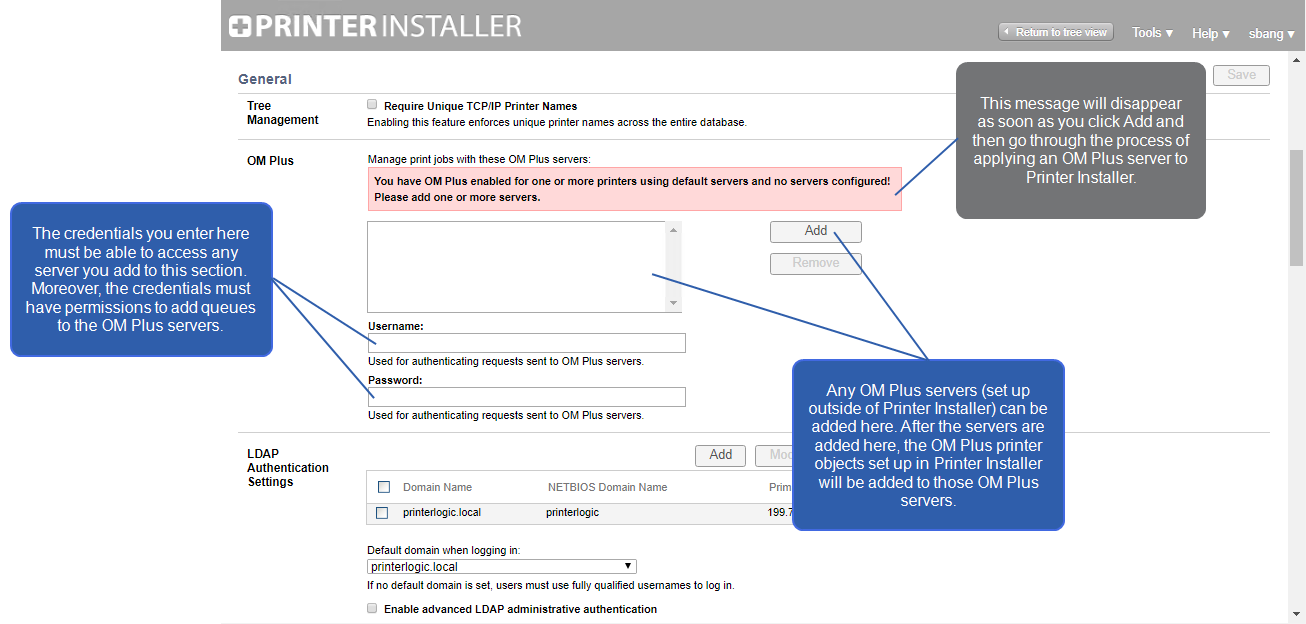 PRINTERINSTALLER
Return to tree view
Tools ▼
Help ▼
sbang ▼
General
Save
Tree
Management
Require Unique TCP/IP Printer Names
Enabling this feature enforces unique printer names across the entire database.
This message will disappear
as soon as you click Add and
then go through the process of
applying an OM Plus server to
Printer Installer.
OM Plus
Manage print jobs with these OM Plus servers:
You have OM Plus enabled for one or more printers using default servers and no servers configured!
Please add one or more servers.
The credentials you enter here
must be able to access any
server you add to this section.
Moreover, the credentials must
have permissions to add queues
to the OM Plus servers.
Add
Remove
Username:
Used for authenticating requests sent to OM Plus servers.
Password:
Used for authenticating requests sent to OM Plus servers.
Any OM Plus servers (set up
outside of Printer Installer) can be
added here. After the servers are
added here, the OM Plus printer
objects set up in Printer Installer
will be added to those OM Plus
servers.
LDAP
Authentication
Settings
Add
Mod
Domain Name
NETBIOS Domain Name
Prim
printerlogic.local
printerlogic
199.7
Default domain when logging in:
printerlogic.local
If no default domain is set, users must use fully qualified usernames to log in.
Enable advanced LDAP administrative authentication